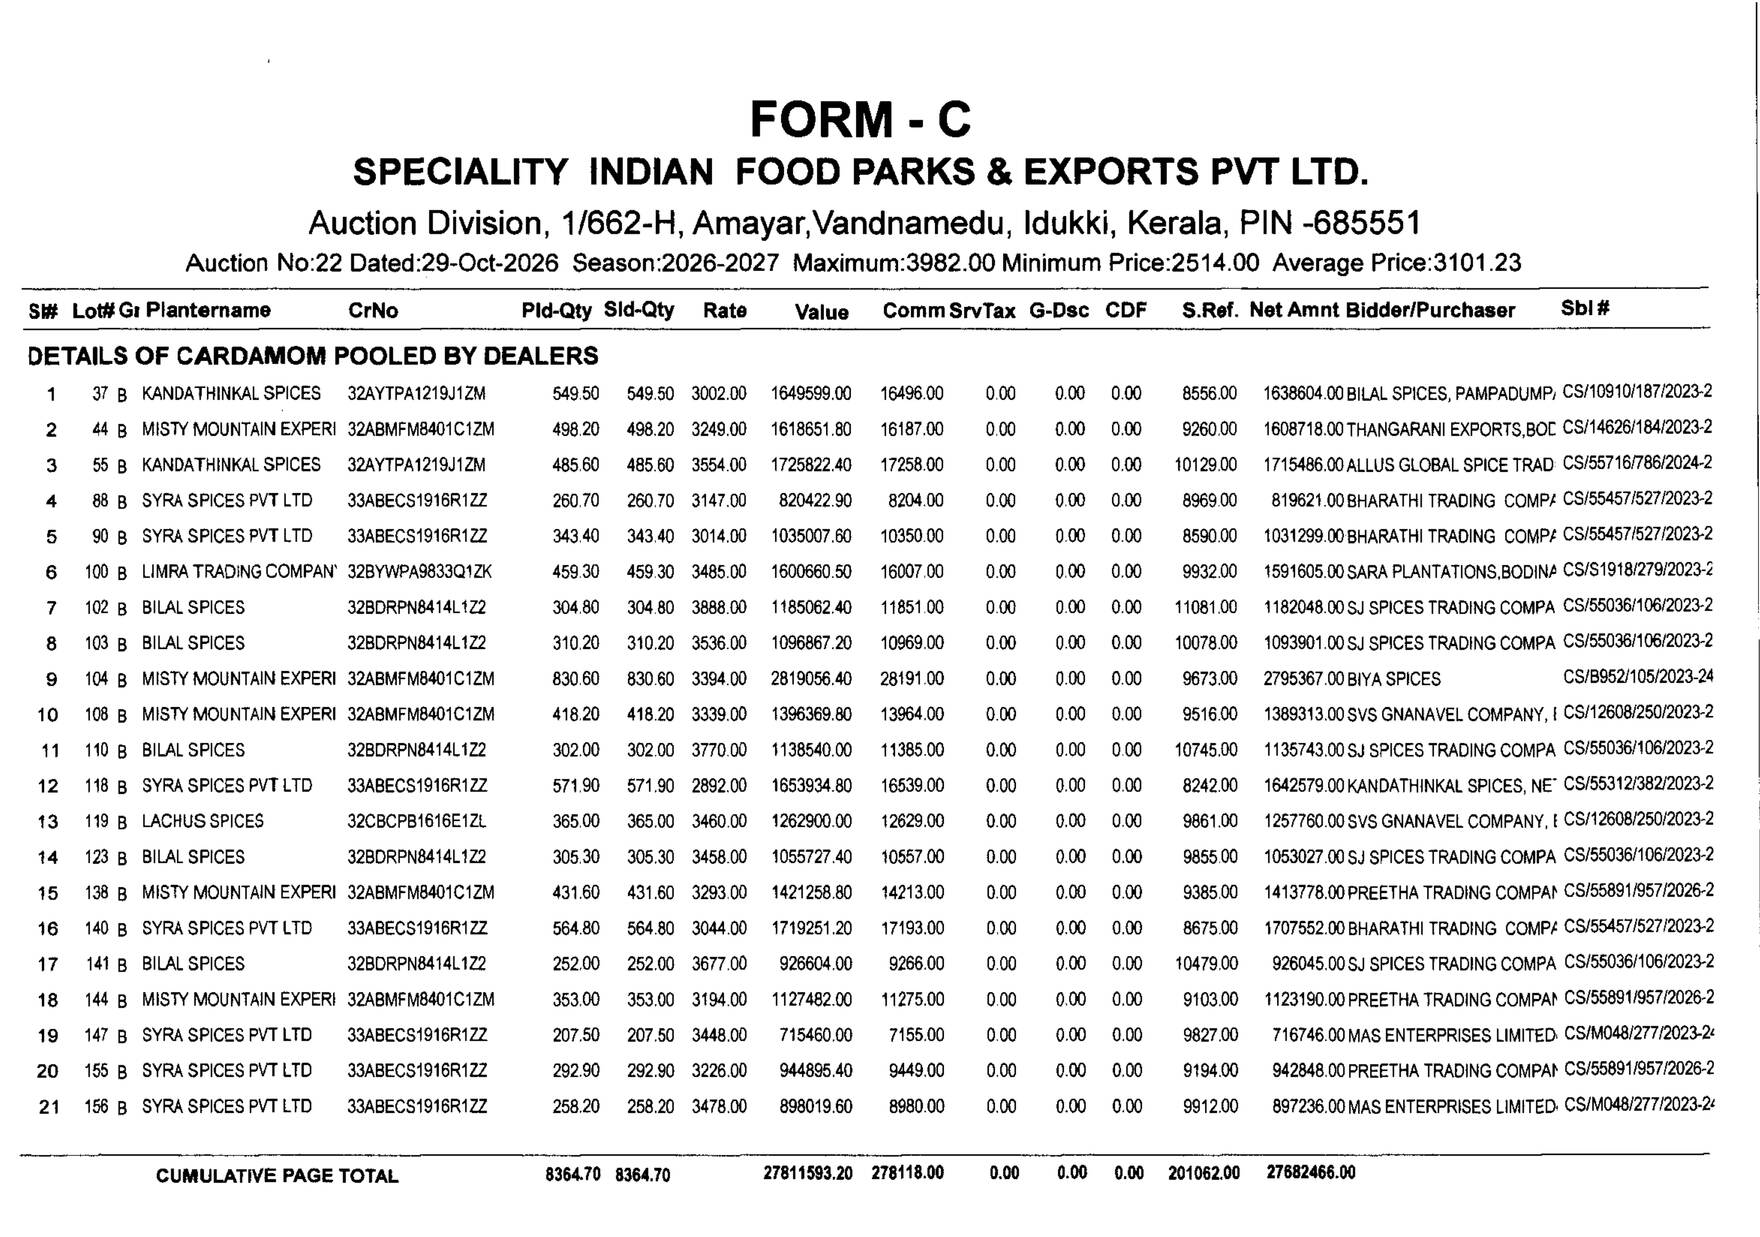 FORM - C
SPECIALITY INDIAN FOOD PARKS & EXPORTS PVT LTD.
Auction Division, 1/662-H, Amayar,Vandnamedu, Idukki, Kerala, PIN -685551
Auction No:22 Dated:29-Oct-2026 Season:2026-2027 Maximum:3982.00 Minimum Price:2514.00 Average Price:3101.23
Sl# Lot# Gr Plantername CrNo Pld-Qty Sld-Qty Rate Value Comm SrvTax G-Dsc CDF S.Ref. Net Amnt Bidder/Purchaser Sbl #
DETAILS OF CARDAMOM POOLED BY DEALERS
1 37 B KANDATHINKAL SPICES 32AYTPA1219J1ZM 549.50 549.50 3002.00 1649599.00 16496.00 0.00 0.00 0.00 8556.00 1638604.00 BILAL SPICES, PAMPADUMP CS/10910/187/2023-2
2 44 B MISTY MOUNTAIN EXPERI 32ABMFM8401C1ZM 498.20 498.20 3249.00 1618651.80 16187.00 0.00 0.00 0.00 9260.00 1608718.00 THANGARANI EXPORTS,BOD CS/14626/184/2023-2
3 55 B KANDATHINKAL SPICES 32AYTPA1219J1ZM 485.60 485.60 3554.00 1725822.40 17258.00 0.00 0.00 0.00 10129.00 1715486.00 ALLUS GLOBAL SPICE TRAD CS/55716/786/2024-2
4 88 B SYRA SPICES PVT LTD 33ABECS1916R1ZZ 260.70 260.70 3147.00 820422.90 8204.00 0.00 0.00 0.00 8969.00 819621.00 BHARATHI TRADING COMPA CS/55457/527/2023-2
5 90 B SYRA SPICES PVT LTD 33ABECS1916R1ZZ 343.40 343.40 3014.00 1035007.60 10350.00 0.00 0.00 0.00 8590.00 1031299.00 BHARATHI TRADING COMPA CS/55457/527/2023-2
6 100 B LIMRA TRADING COMPAN 32BYWPA9833Q1ZK 459.30 459.30 3485.00 1600660.50 16007.00 0.00 0.00 0.00 9932.00 1591605.00 SARA PLANTATIONS,BODINA CS/S1918/279/2023-2
7 102 B BILAL SPICES 32BDRPN8414L1Z2 304.80 304.80 3888.00 1185062.40 11851.00 0.00 0.00 0.00 11081.00 1182048.00 SJ SPICES TRADING COMPA CS/55036/106/2023-2
8 103 B BILAL SPICES 32BDRPN8414L1Z2 310.20 310.20 3536.00 1096867.20 10969.00 0.00 0.00 0.00 10078.00 1093901.00 SJ SPICES TRADING COMPA CS/55036/106/2023-2
9 104 B MISTY MOUNTAIN EXPERI 32ABMFM8401C1ZM 830.60 830.60 3394.00 2819056.40 28191.00 0.00 0.00 0.00 9673.00 2795367.00 BIYA SPICES CS/B952/105/2023-24
10 108 B MISTY MOUNTAIN EXPERI 32ABMFM8401C1ZM 418.20 418.20 3339.00 1396369.80 13964.00 0.00 0.00 0.00 9516.00 1389313.00 SVS GNANAVEL COMPANY, CS/12608/250/2023-2
11 110 B BILAL SPICES 32BDRPN8414L1Z2 302.00 302.00 3770.00 1138540.00 11385.00 0.00 0.00 0.00 10745.00 1135743.00 SJ SPICES TRADING COMPA CS/55036/106/2023-2
12 118 B SYRA SPICES PVT LTD 33ABECS1916R1ZZ 571.90 571.90 2892.00 1653934.80 16539.00 0.00 0.00 0.00 8242.00 1642579.00 KANDATHINKAL SPICES, NE CS/55312/382/2023-2
13 119 B LACHUS SPICES 32CBCPB1616E1ZL 365.00 365.00 3460.00 1262900.00 12629.00 0.00 0.00 0.00 9861.00 1257760.00 SVS GNANAVEL COMPANY, CS/12608/250/2023-2
14 123 B BILAL SPICES 32BDRPN8414L1Z2 305.30 305.30 3458.00 1055727.40 10557.00 0.00 0.00 0.00 9855.00 1053027.00 SJ SPICES TRADING COMPA CS/55036/106/2023-2
15 138 B MISTY MOUNTAIN EXPERI 32ABMFM8401C1ZM 431.60 431.60 3293.00 1421258.80 14213.00 0.00 0.00 0.00 9385.00 1413778.00 PREETHA TRADING COMPAN CS/55891/957/2026-2
16 140 B SYRA SPICES PVT LTD 33ABECS1916R1ZZ 564.80 564.80 3044.00 1719251.20 17193.00 0.00 0.00 0.00 8675.00 1707552.00 BHARATHI TRADING COMPA CS/55457/527/2023-2
17 141 B BILAL SPICES 32BDRPN8414L1Z2 252.00 252.00 3677.00 926604.00 9266.00 0.00 0.00 0.00 10479.00 926045.00 SJ SPICES TRADING COMPA CS/55036/106/2023-2
18 144 B MISTY MOUNTAIN EXPERI 32ABMFM8401C1ZM 353.00 353.00 3194.00 1127482.00 11275.00 0.00 0.00 0.00 9103.00 1123190.00 PREETHA TRADING COMPAN CS/55891/957/2026-2
19 147 B SYRA SPICES PVT LTD 33ABECS1916R1ZZ 207.50 207.50 3448.00 715460.00 7155.00 0.00 0.00 0.00 9827.00 716746.00 MAS ENTERPRISES LIMITED CS/M048/277/2023-24
20 155 B SYRA SPICES PVT LTD 33ABECS1916R1ZZ 292.90 292.90 3226.00 944895.40 9449.00 0.00 0.00 0.00 9194.00 942848.00 PREETHA TRADING COMPAN CS/55891/957/2026-2
21 156 B SYRA SPICES PVT LTD 33ABECS1916R1ZZ 258.20 258.20 3478.00 898019.60 8980.00 0.00 0.00 0.00 9912.00 897236.00 MAS ENTERPRISES LIMITED CS/M048/277/2023-24
CUMULATIVE PAGE TOTAL 8364.70 8364.70 27811593.20 278118.00 0.00 0.00 0.00 201062.00 27682466.00